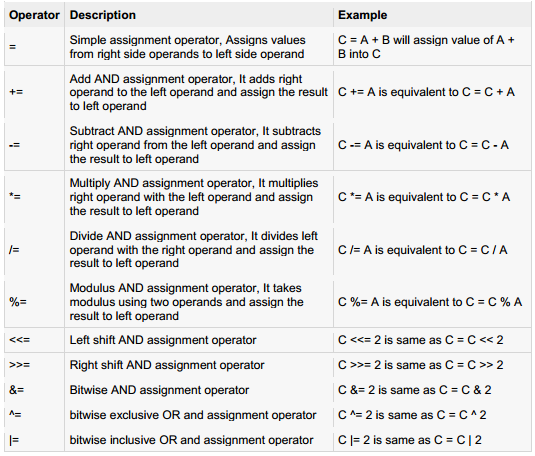 Operator Description Example
= Simple assignment operator, Assigns values from right side operands to left side operand C = A + B will assign value of A + B into C
+= Add AND assignment operator, It adds right operand to the left operand and assign the result to left operand C += A is equivalent to C = C + A
-= Subtract AND assignment operator, It subtracts right operand from the left operand and assign the result to left operand C -= A is equivalent to C = C - A
*= Multiply AND assignment operator, It multiplies right operand with the left operand and assign the result to left operand C *= A is equivalent to C = C * A
/= Divide AND assignment operator, It divides left operand with the right operand and assign the result to left operand C /= A is equivalent to C = C / A
%= Modulus AND assignment operator, It takes modulus using two operands and assign the result to left operand C %= A is equivalent to C = C % A
<<= Left shift AND assignment operator C <<= 2 is same as C = C << 2
>>= Right shift AND assignment operator C >>= 2 is same as C = C >> 2
&= Bitwise AND assignment operator C &= 2 is same as C = C & 2
^= bitwise exclusive OR and assignment operator C ^= 2 is same as C = C ^ 2
|= bitwise inclusive OR and assignment operator C |= 2 is same as C = C | 2